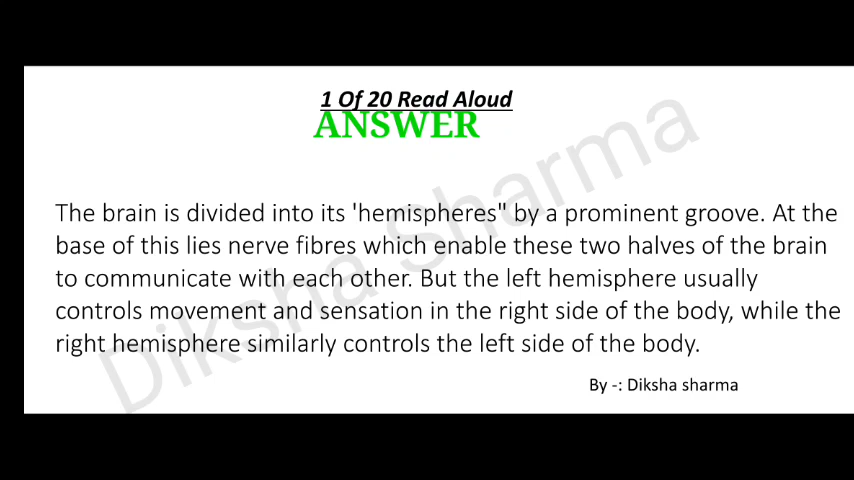 1 Of 20 Read Aloud
ANSWER
The brain is divided into its 'hemispheres" by a prominent groove. At the
base of this lies nerve fibres which enable these two halves of the brain
to communicate with each other. But the left hemisphere usually
controls movement and sensation in the right side of the body, while the
right hemisphere similarly controls the left side of the body.
By -: Diksha sharma
Diksha Sharma